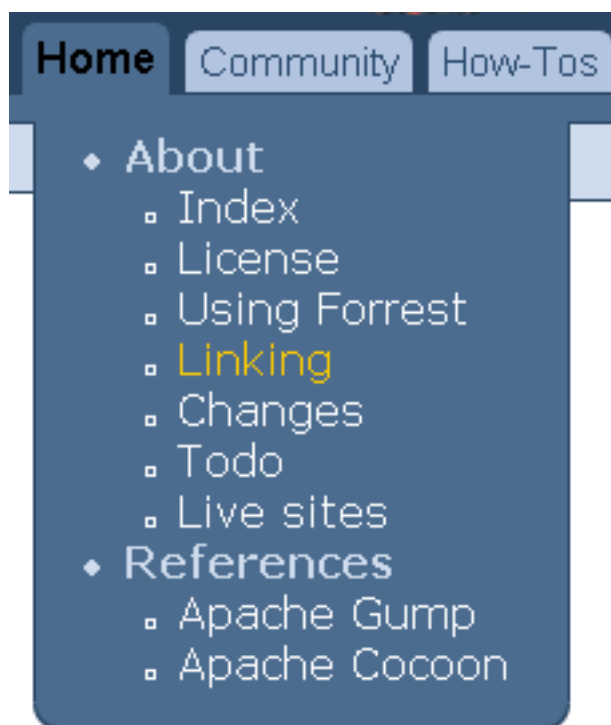 Home Community How-Tos
About
Index
License
Using Forrest
Linking
Changes
Todo
Live sites
References
Apache Gump
Apache Cocoon